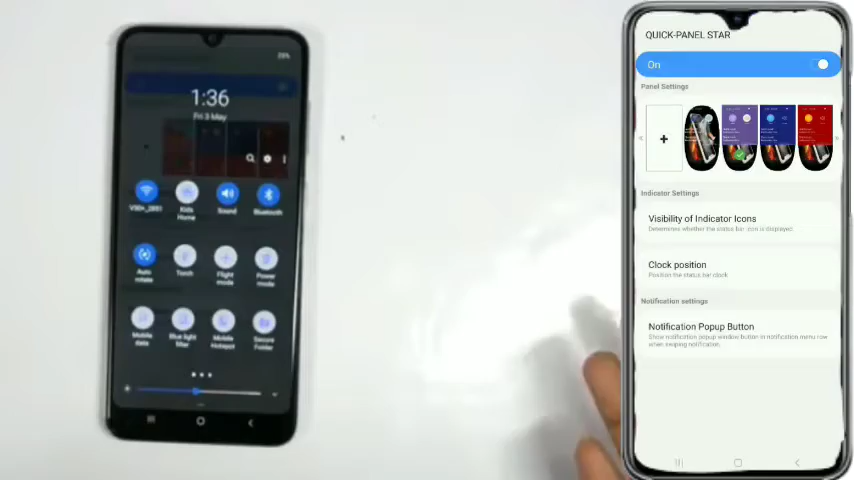 28%
1:36
Fri 3 May
Kids
Home
Sound
Bluetooth
Auto
rotate
Torch
Flight
mode
Power
mode
Mobile
data
Blue light
filter
Mobile
Hotspot
Secure
Folder
QUICK-PANEL STAR
On
Panel Settings
+
Indicator Settings
Visibility of Indicator Icons
Determines whether the status bar icon is displayed.
Clock position
Position the status bar clock
Notification settings
Notification Popup Button
Show notification popup window button in notification menu row
when swiping notification.